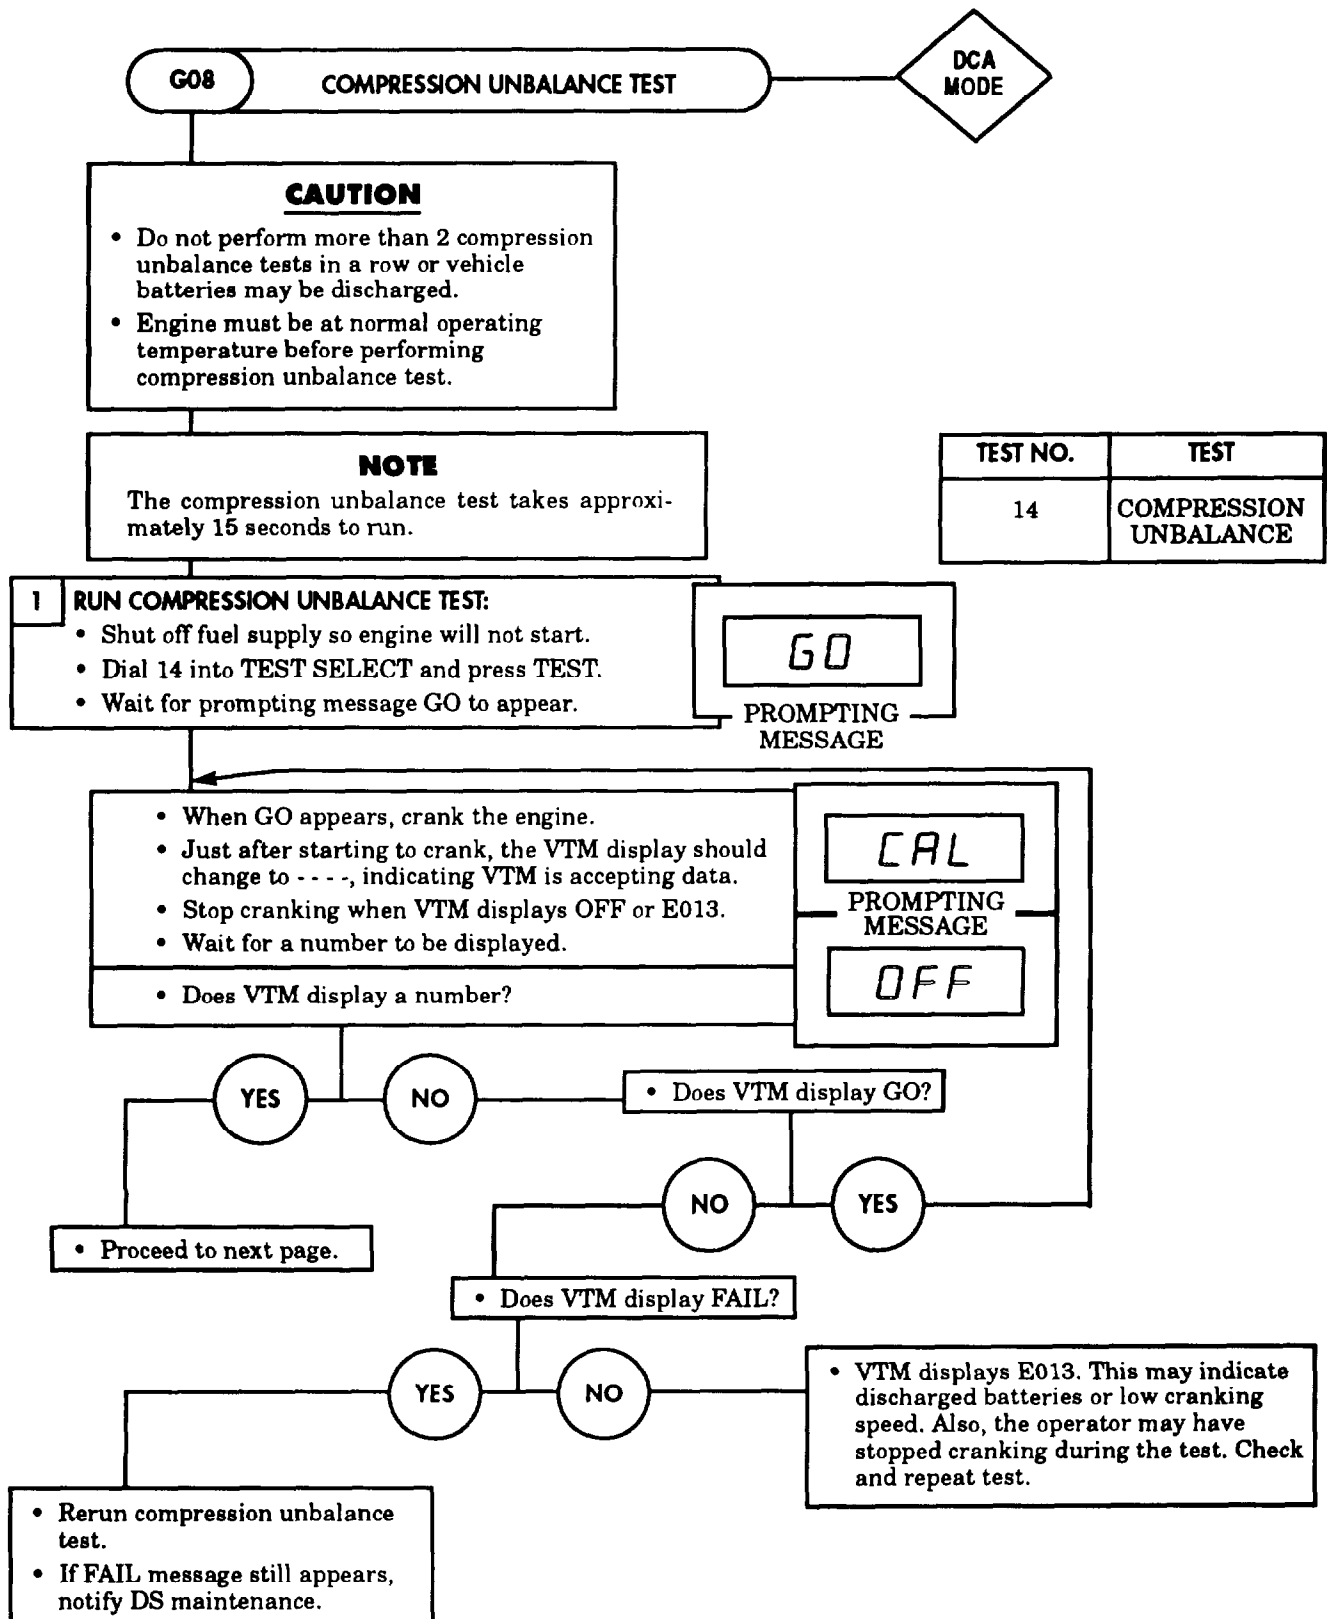 G08
COMPRESSION UNBALANCE TEST
DCA
MODE
CAUTION
• Do not perform more than 2 compression
unbalance tests in a row or vehicle
batteries may be discharged.
• Engine must be at normal operating
temperature before performing
compression unbalance test.
NOTE
The compression unbalance test takes approxi-
mately 15 seconds to run.
TEST NO. TEST
14 COMPRESSION
UNBALANCE
1 RUN COMPRESSION UNBALANCE TEST:
• Shut off fuel supply so engine will not start.
• Dial 14 into TEST SELECT and press TEST.
• Wait for prompting message GO to appear.
GO
PROMPTING
MESSAGE
• When GO appears, crank the engine.
• Just after starting to crank, the VTM display should
change to - - - -, indicating VTM is accepting data.
• Stop cranking when VTM displays OFF or E013.
• Wait for a number to be displayed.
• Does VTM display a number?
CAL
PROMPTING
MESSAGE
OFF
YES
NO
• Does VTM display GO?
NO
YES
• Proceed to next page.
• Does VTM display FAIL?
YES
NO
• VTM displays E013. This may indicate
discharged batteries or low cranking
speed. Also, the operator may have
stopped cranking during the test. Check
and repeat test.
• Rerun compression unbalance
test.
• If FAIL message still appears,
notify DS maintenance.